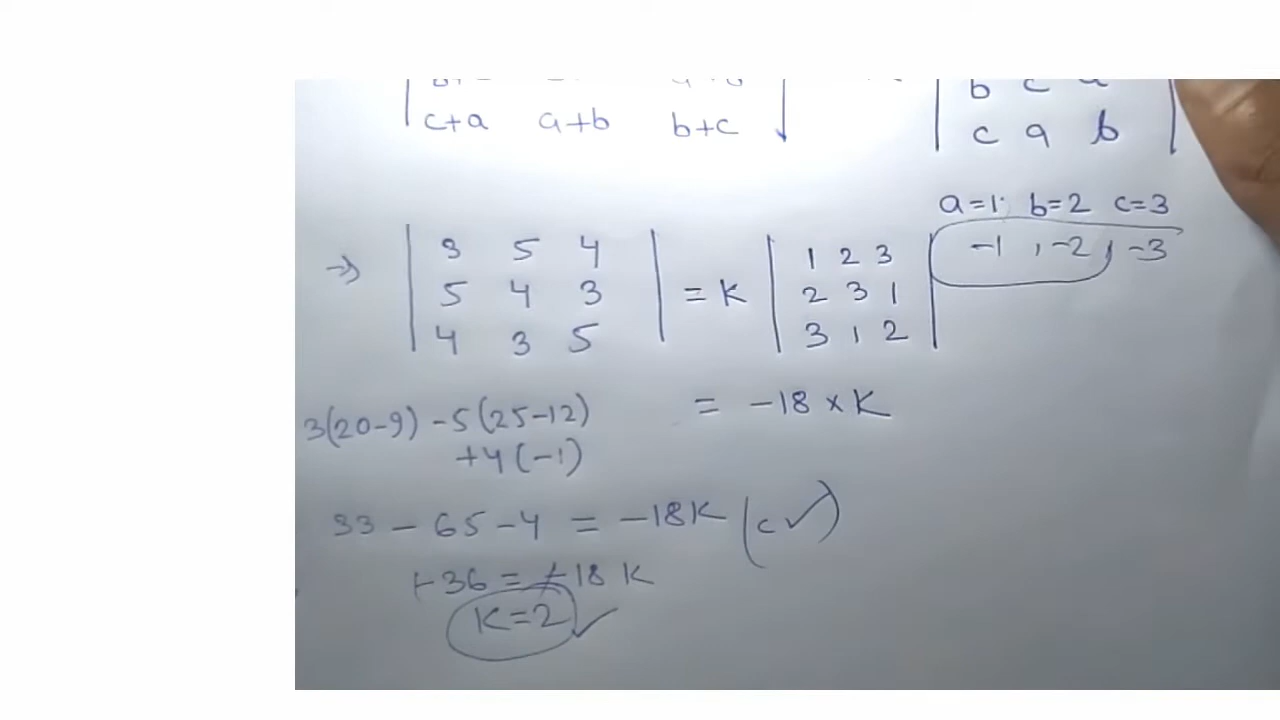 c+a a+b b+c
b c a
c a b
a=1, b=2 c=3
-1, -2, -3
→ | 3 5 4 |
| 5 4 3 | = K
| 4 3 5 |
| 1 2 3 |
| 2 3 1 |
| 3 1 2 |
3(20-9) -5(25-12)
+4(-1)
= -18 × K
33 - 65 - 4 = -18K (c ✓)
+36 = +18 K
K=2 ✓